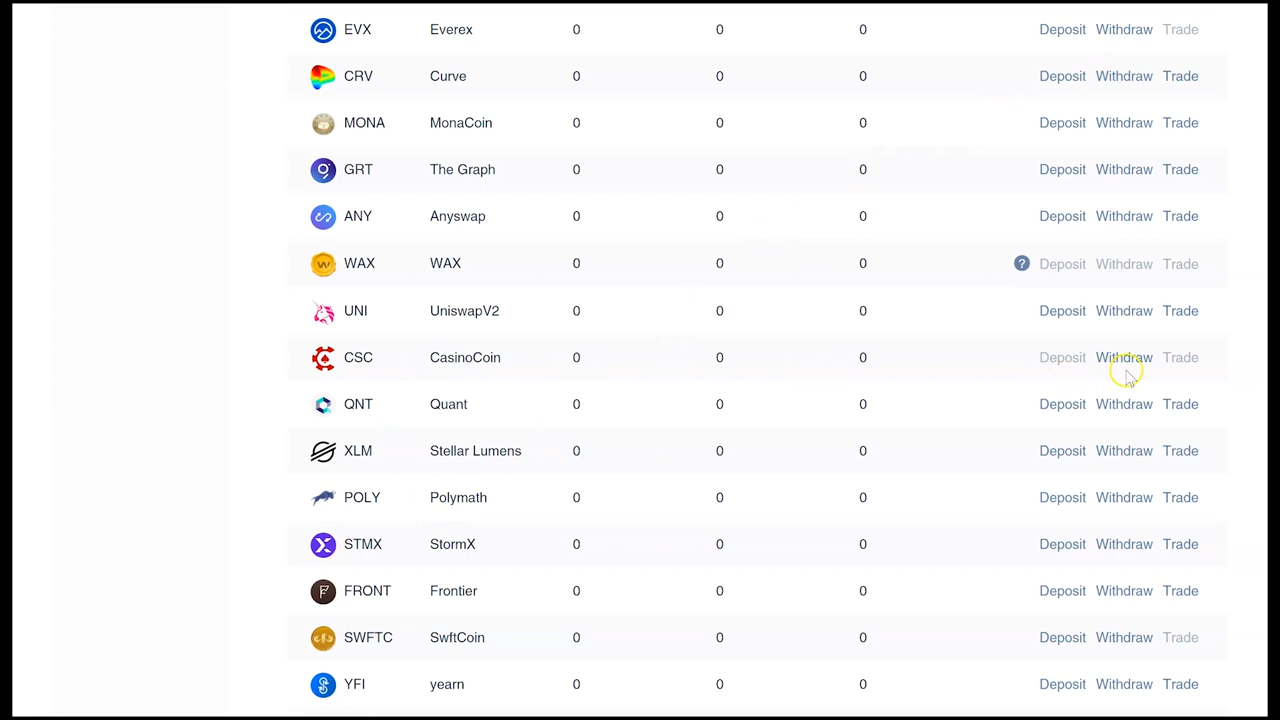 EVX Everex 0 0 0 Deposit Withdraw Trade
CRV Curve 0 0 0 Deposit Withdraw Trade
MONA MonaCoin 0 0 0 Deposit Withdraw Trade
GRT The Graph 0 0 0 Deposit Withdraw Trade
ANY Anyswap 0 0 0 Deposit Withdraw Trade
WAX WAX 0 0 0 ? Deposit Withdraw Trade
UNI UniswapV2 0 0 0 Deposit Withdraw Trade
CSC CasinoCoin 0 0 0 Deposit Withdraw Trade
QNT Quant 0 0 0 Deposit Withdraw Trade
XLM Stellar Lumens 0 0 0 Deposit Withdraw Trade
POLY Polymath 0 0 0 Deposit Withdraw Trade
STMX StormX 0 0 0 Deposit Withdraw Trade
FRONT Frontier 0 0 0 Deposit Withdraw Trade
SWFTC SwftCoin 0 0 0 Deposit Withdraw Trade
YFI yearn 0 0 0 Deposit Withdraw Trade